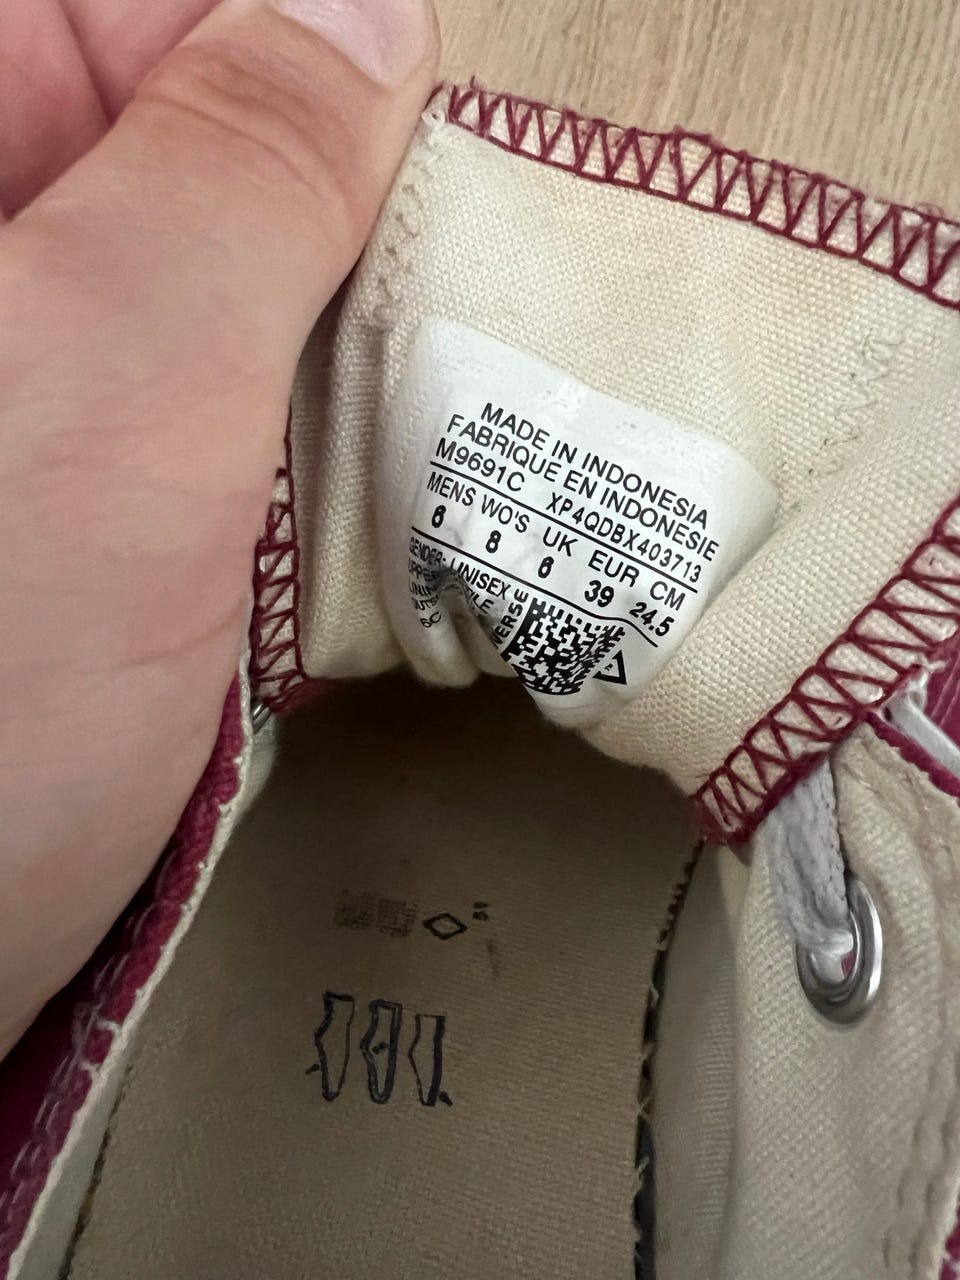 MADE IN INDONESIA
FABRIQUE EN INDONESIE
M9691C XP4QDBX403713
MENS WO'S UK EUR CM
6 8 6 39 24.5
GENDER: UNISEX